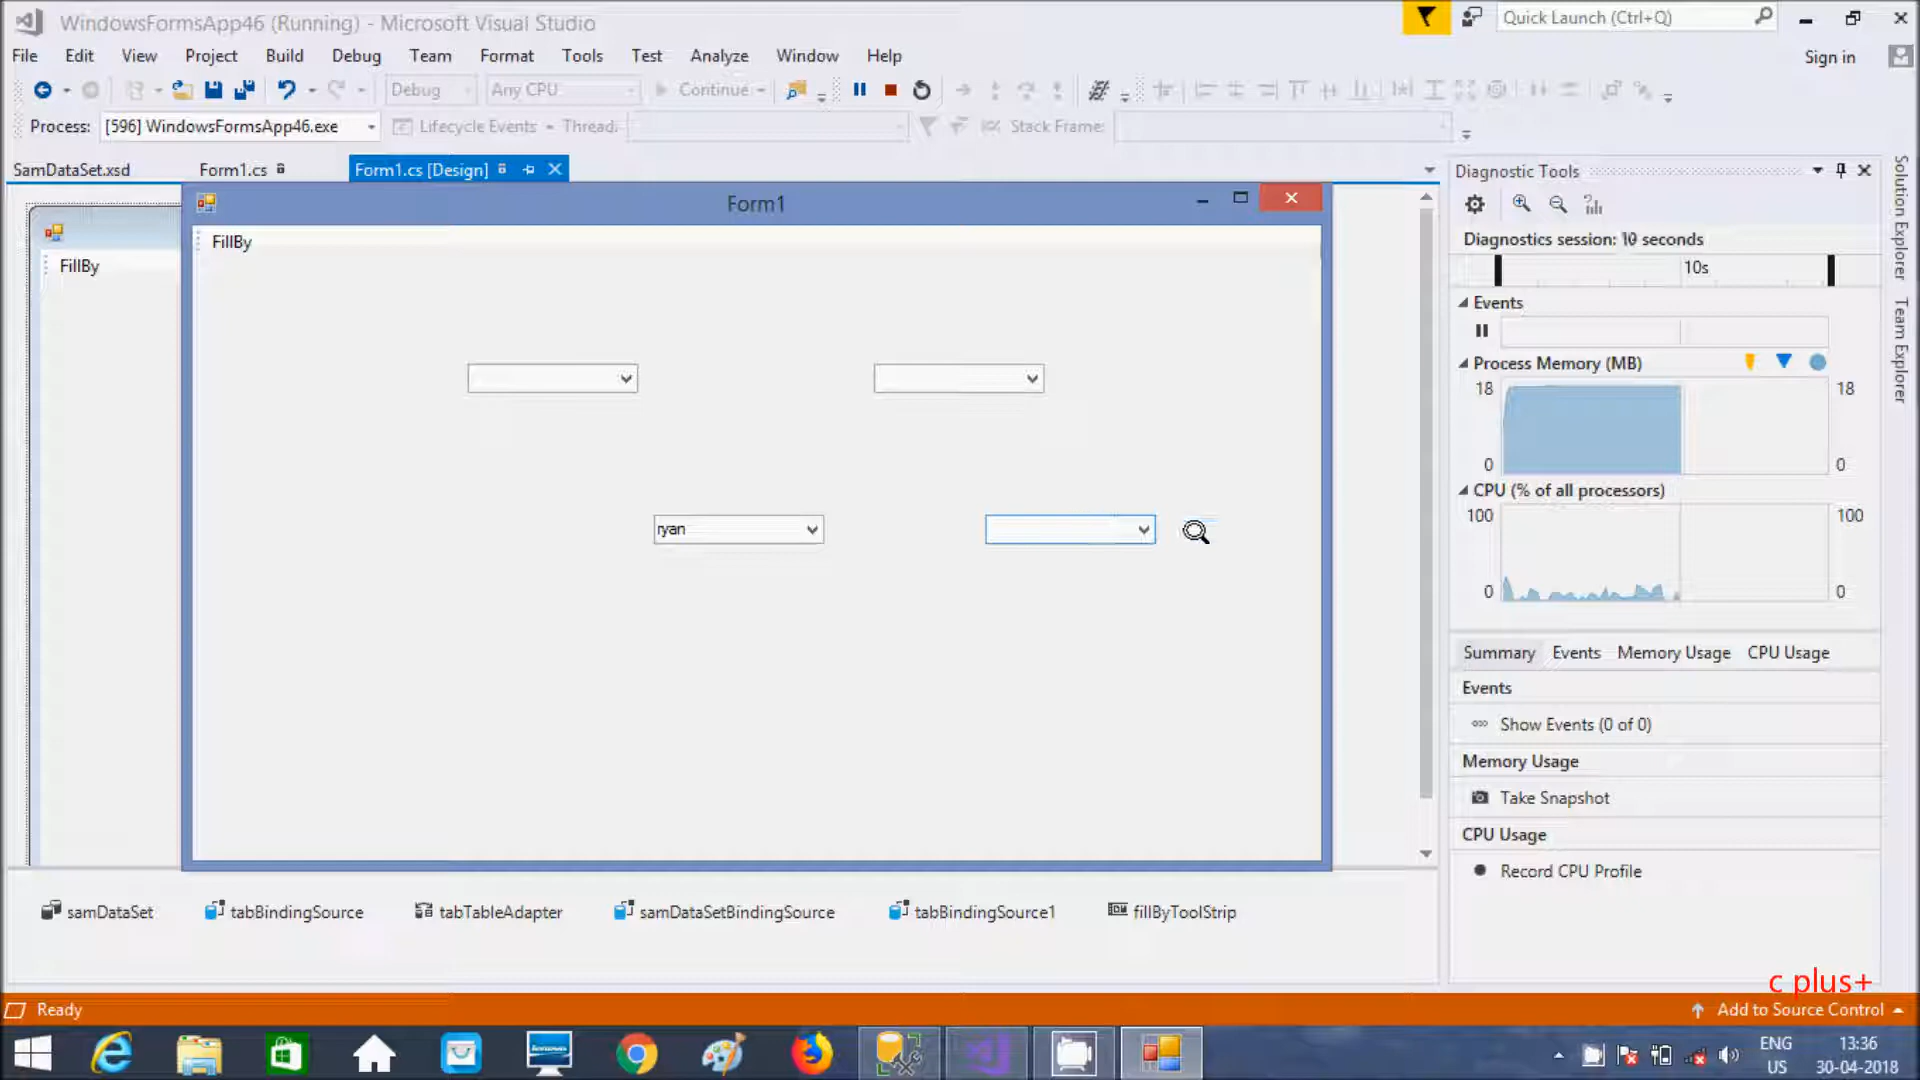 WindowsFormsApp46 (Running) - Microsoft Visual Studio
Quick Launch (Ctrl+Q)
File Edit View Project Build Debug Team Format Tools Test Analyze Window Help
Sign in
Debug Any CPU Continue
Process: [596] WindowsFormsApp46.exe Lifecycle Events Thread: Stack Frame:
SamDataSet.xsd Form1.cs Form1.cs [Design]
Form1
FillBy
FillBy
ryan
Diagnostic Tools
Diagnostics session: 10 seconds
10s
Events
Process Memory (MB)
18 18
0 0
CPU (% of all processors)
100 100
0 0
Summary Events Memory Usage CPU Usage
Events
Show Events (0 of 0)
Memory Usage
Take Snapshot
CPU Usage
Record CPU Profile
Solution Explorer
Team Explorer
samDataSet tabBindingSource tabTableAdapter samDataSetBindingSource tabBindingSource1 fillByToolStrip
c plus+
Ready
Add to Source Control
ENG
US
13:36
30-04-2018